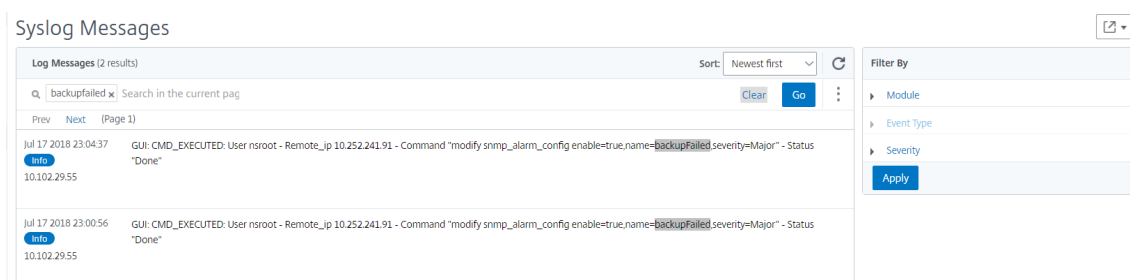 Syslog Messages
Log Messages (2 results)
Sort: Newest first
backupfailed x Search in the current pag
Clear Go
Prev Next (Page 1)
Jul 17 2018 23:04:37 GUI: CMD_EXECUTED: User nsroot - Remote_ip 10.252.241.91 - Command "modify snmp_alarm_config enable=true,name=backupFailed,severity=Major" - Status
Info "Done"
10.102.29.55
Jul 17 2018 23:00:56 GUI: CMD_EXECUTED: User nsroot - Remote_ip 10.252.241.91 - Command "modify snmp_alarm_config enable=true,name=backupFailed,severity=Major" - Status
Info "Done"
10.102.29.55
Filter By
Module
Event Type
Severity
Apply